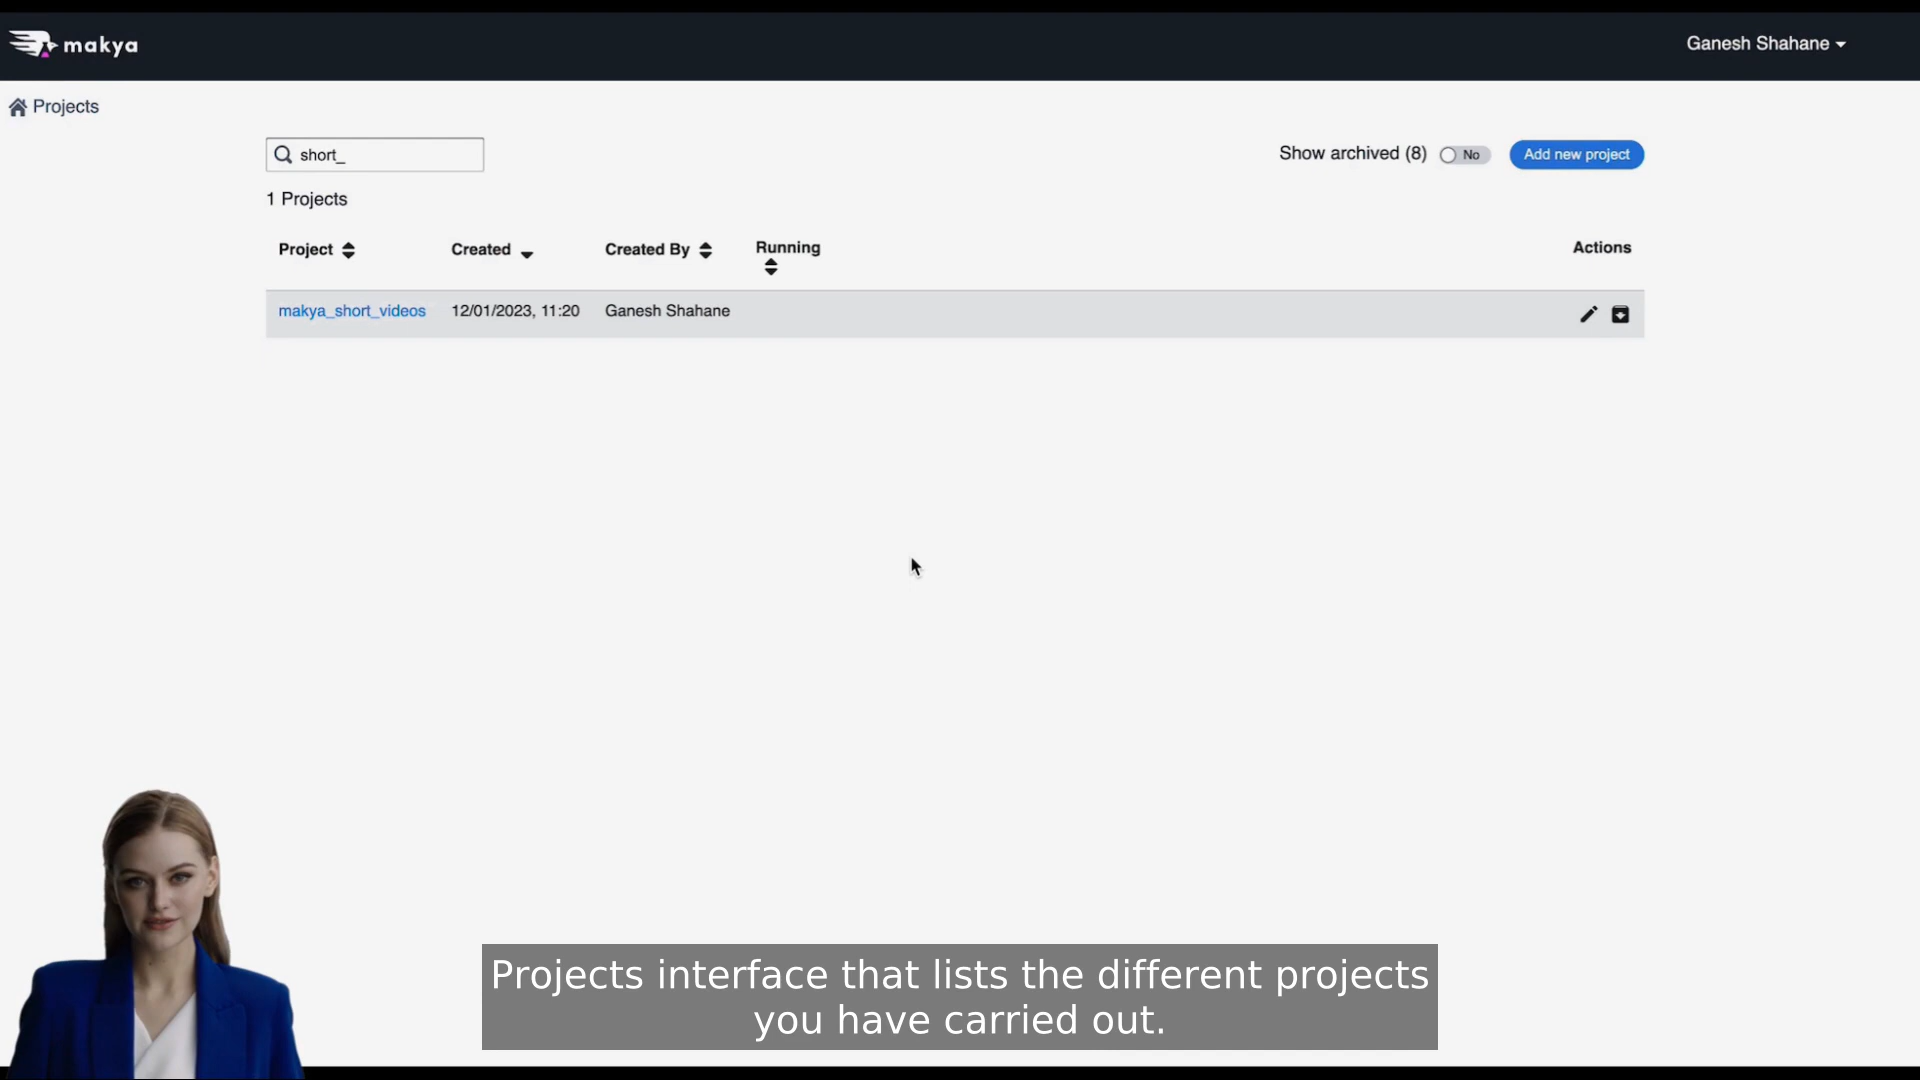 makya
Ganesh Shahane
Projects
short_
Show archived (8) No Add new project
1 Projects
Project Created Created By Running Actions
makya_short_videos 12/01/2023, 11:20 Ganesh Shahane
Projects interface that lists the different projects
you have carried out.